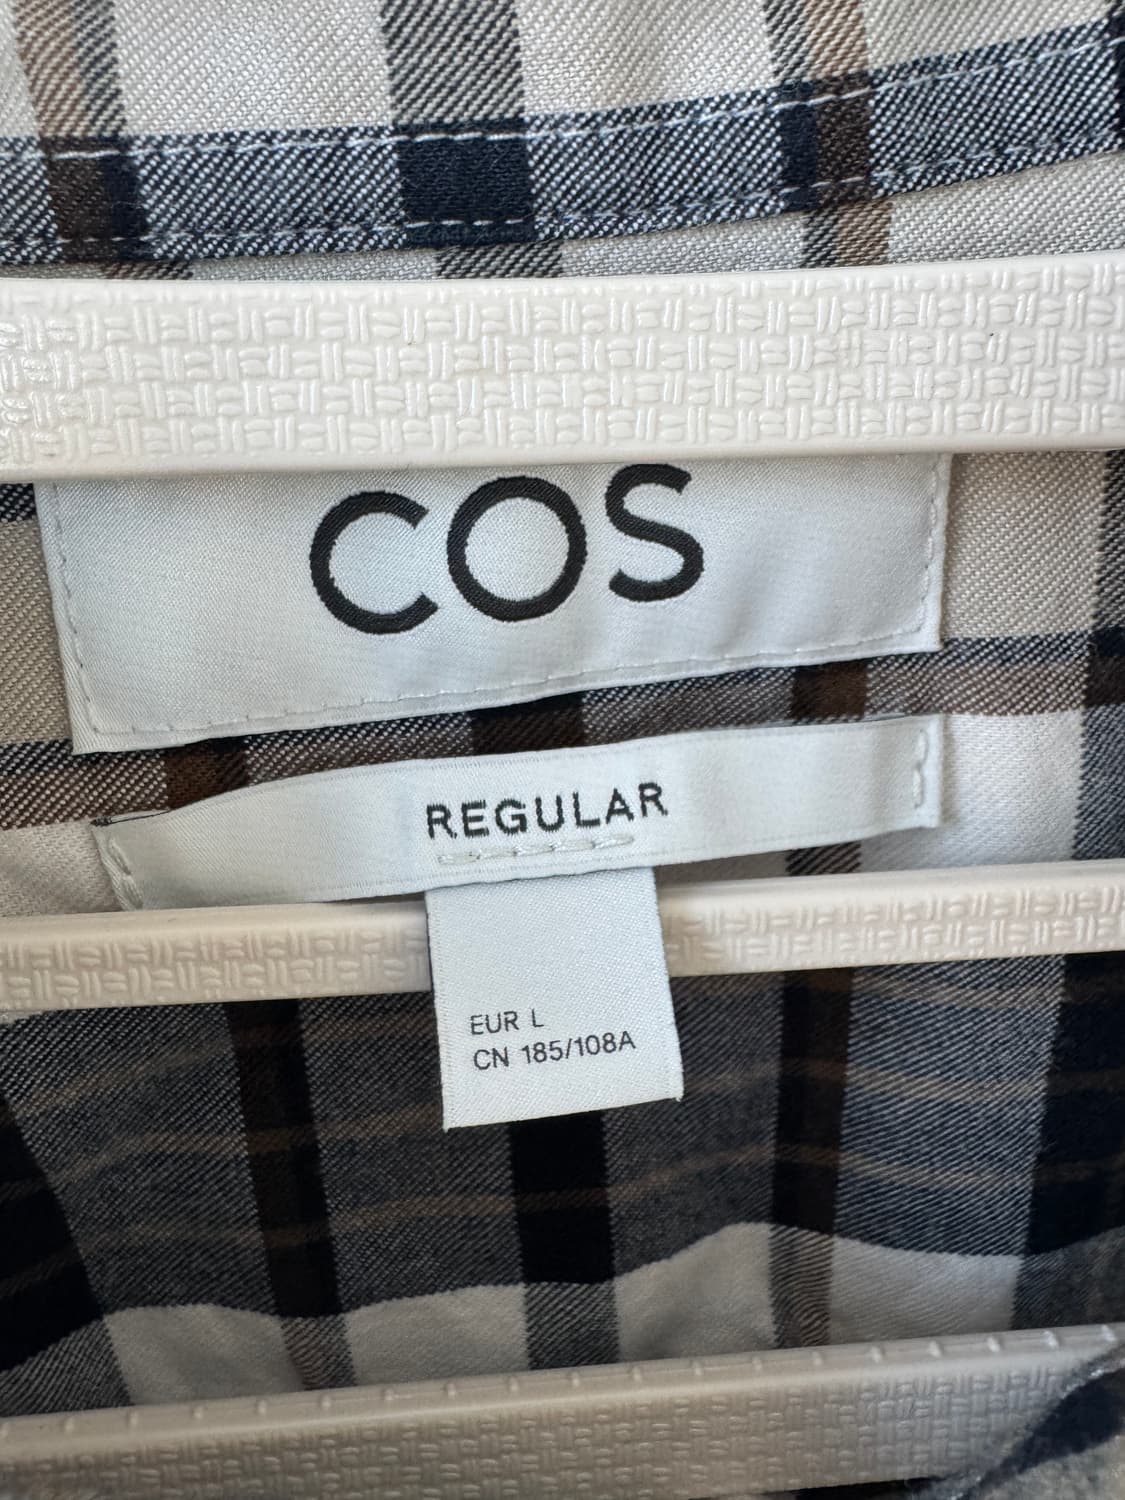 COS
REGULAR
EUR L
CN 185/108A